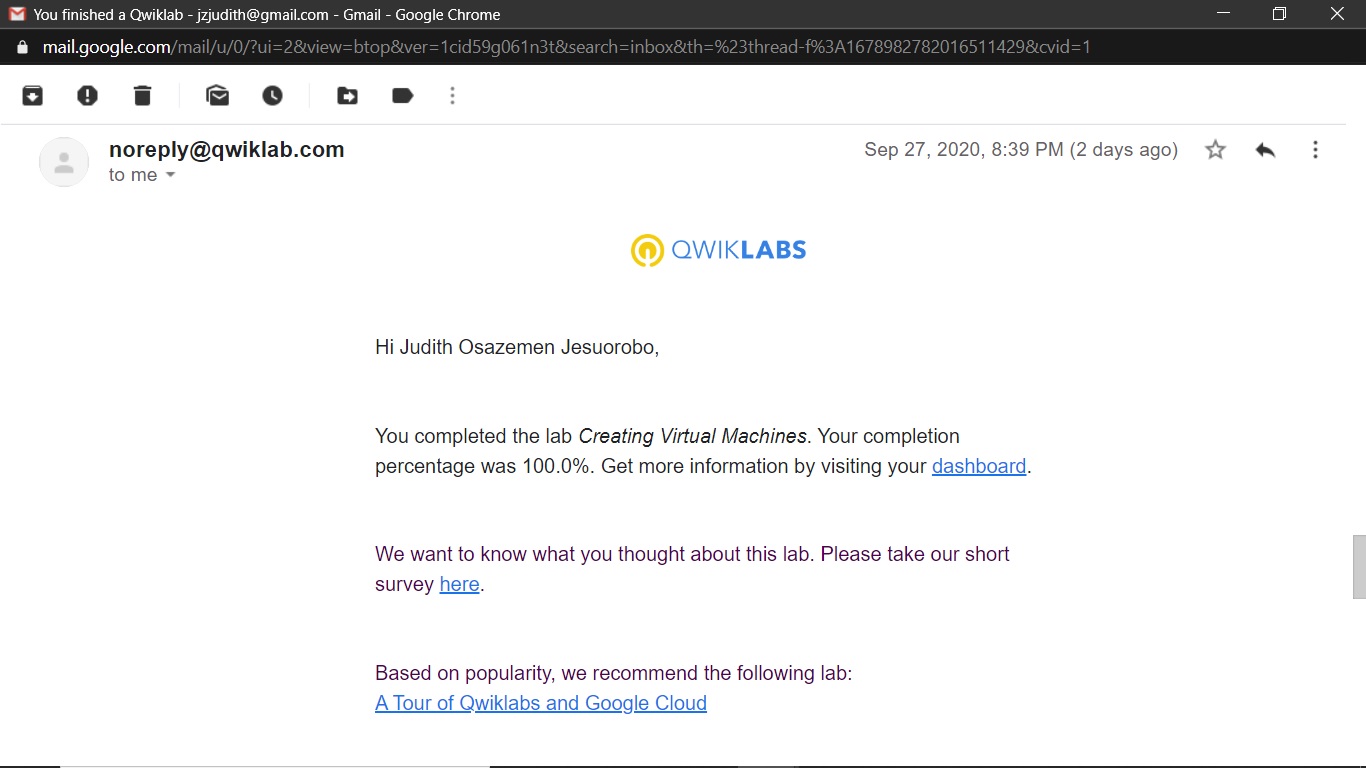 You finished a Qwiklab - jzjudith@gmail.com - Gmail - Google Chrome
mail.google.com/mail/u/0/?ui=2&view=btop&ver=1cid59g061n3t&search=inbox&th=%23thread-f%3A1678982782016511429&cvid=1
noreply@qwiklab.com
Sep 27, 2020, 8:39 PM (2 days ago)
to me
QWIKLABS
Hi Judith Osazemen Jesuorobo,
You completed the lab Creating Virtual Machines. Your completion
percentage was 100.0%. Get more information by visiting your dashboard.
We want to know what you thought about this lab. Please take our short
survey here.
Based on popularity, we recommend the following lab:
A Tour of Qwiklabs and Google Cloud